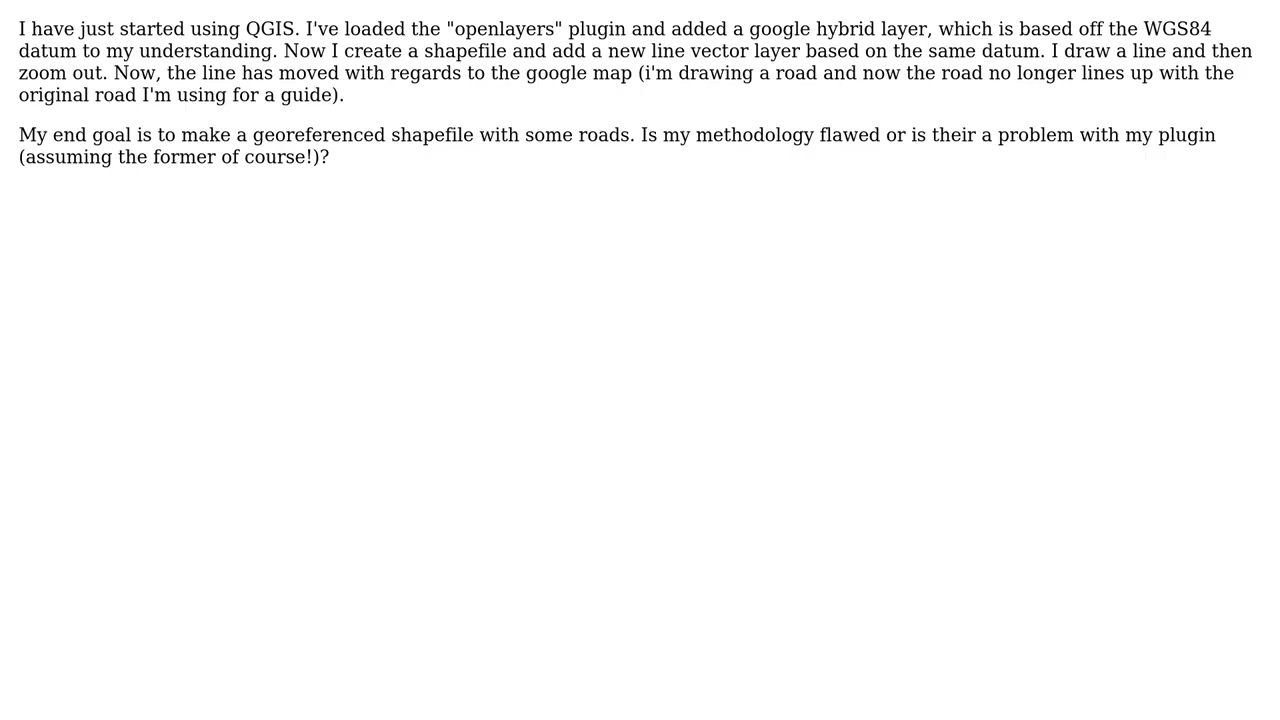 I have just started using QGIS. I've loaded the "openlayers" plugin and added a google hybrid layer, which is based off the WGS84
datum to my understanding. Now I create a shapefile and add a new line vector layer based on the same datum. I draw a line and then
zoom out. Now, the line has moved with regards to the google map (i'm drawing a road and now the road no longer lines up with the
original road I'm using for a guide).
My end goal is to make a georeferenced shapefile with some roads. Is my methodology flawed or is their a problem with my plugin
(assuming the former of course!)?